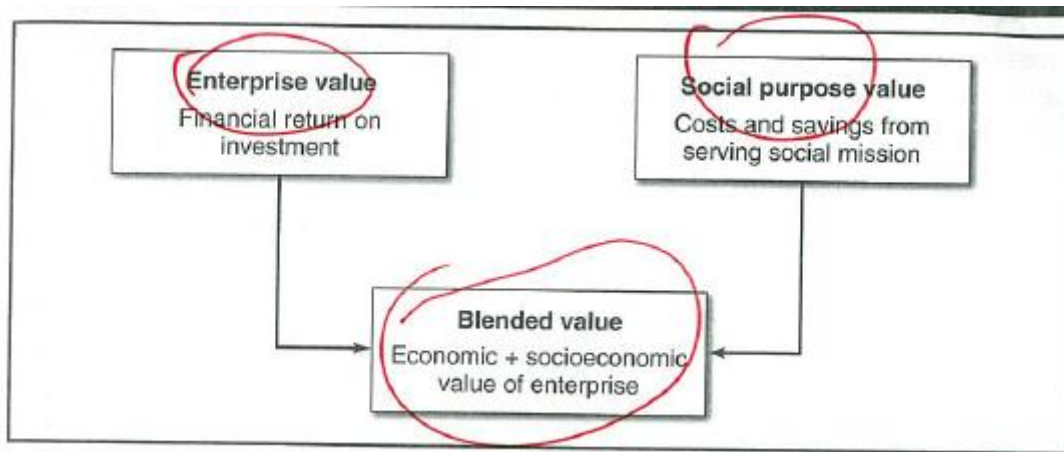 Enterprise value
Financial return on
investment
Social purpose value
Costs and savings from
serving social mission
Blended value
Economic + socioeconomic
value of enterprise